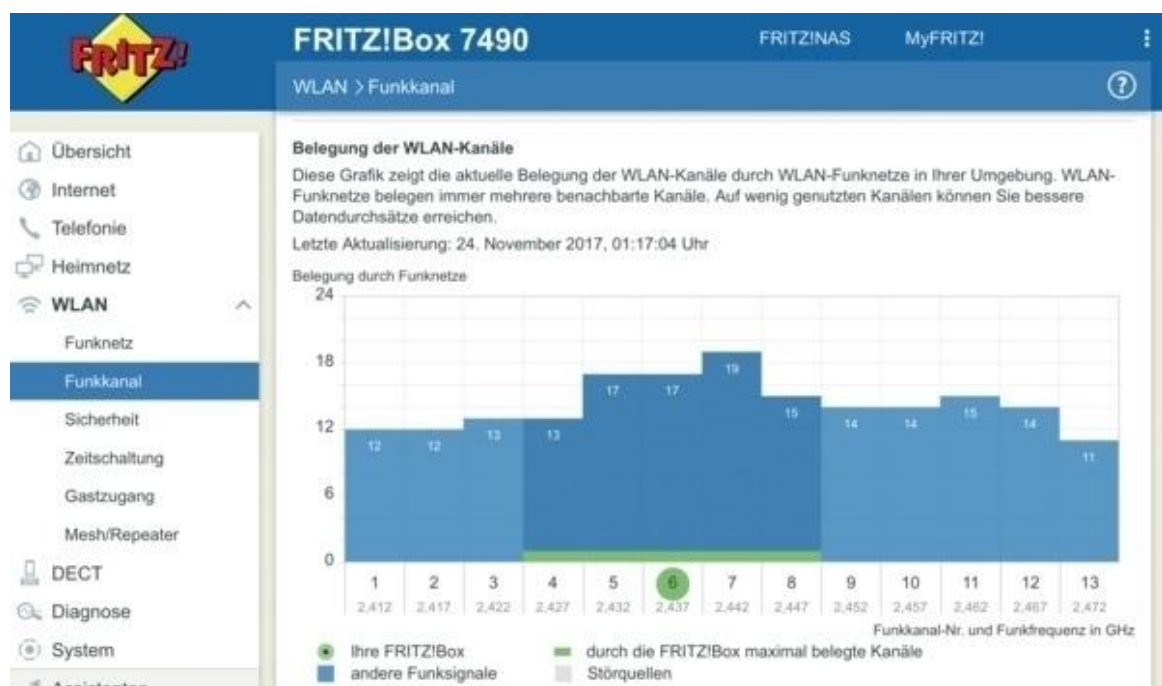 FRITZ!
FRITZ!Box 7490
FRITZ!NAS
MyFRITZ!
WLAN > Funkkanal
?
Übersicht
Internet
Telefonie
Heimnetz
WLAN
Funknetz
Funkkanal
Sicherheit
Zeitschaltung
Gastzugang
Mesh/Repeater
DECT
Diagnose
System
Assistenten
Belegung der WLAN-Kanäle
Diese Grafik zeigt die aktuelle Belegung der WLAN-Kanäle durch WLAN-Funknetze in Ihrer Umgebung. WLAN-
Funknetze belegen immer mehrere benachbarte Kanäle. Auf wenig genutzten Kanälen können Sie bessere
Datendurchsätze erreichen.
Letzte Aktualisierung: 24. November 2017, 01:17:04 Uhr
Belegung durch Funknetze
24
18
12
6
0
12 12 13 13 17 17 19 15 14 14 15 14 11
1 2 3 4 5 6 7 8 9 10 11 12 13
2,412 2,417 2,422 2,427 2,432 2,437 2,442 2,447 2,452 2,457 2,462 2,467 2,472
Funkkanal-Nr. und Funkfrequenz in GHz
Ihre FRITZ!Box
durch die FRITZ!Box maximal belegte Kanäle
andere Funksignale
Störquellen